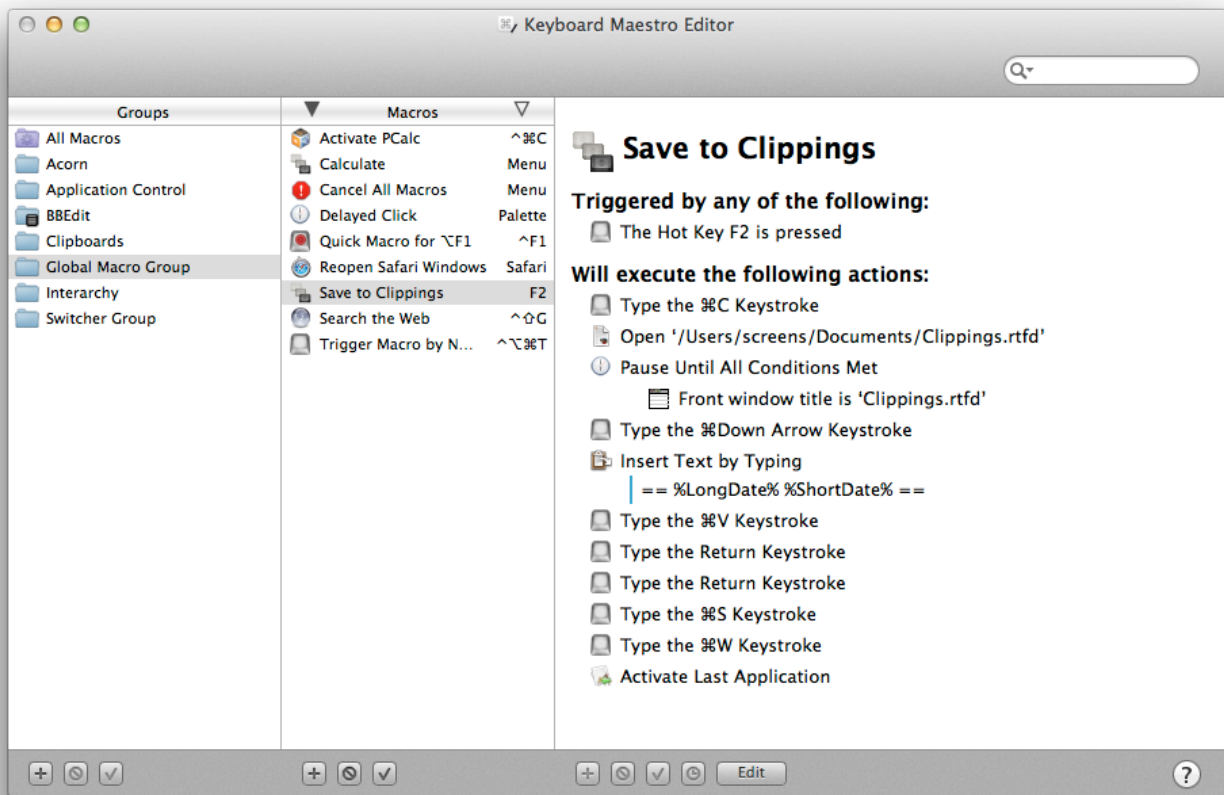 Keyboard Maestro Editor
Groups
All Macros
Acorn
Application Control
BBEdit
Clipboards
Global Macro Group
Interarchy
Switcher Group
Macros
Activate PCalc ^⌘C
Calculate Menu
Cancel All Macros Menu
Delayed Click Palette
Quick Macro for ⌥F1 ^F1
Reopen Safari Windows Safari
Save to Clippings F2
Search the Web ^⇧G
Trigger Macro by N... ^⌥⌘T
Save to Clippings
Triggered by any of the following:
The Hot Key F2 is pressed
Will execute the following actions:
Type the ⌘C Keystroke
Open ‘/Users/screens/Documents/Clippings.rtfd’
Pause Until All Conditions Met
Front window title is ‘Clippings.rtfd’
Type the ⌘Down Arrow Keystroke
Insert Text by Typing
== %LongDate% %ShortDate% ==
Type the ⌘V Keystroke
Type the Return Keystroke
Type the Return Keystroke
Type the ⌘S Keystroke
Type the ⌘W Keystroke
Activate Last Application
Edit
?